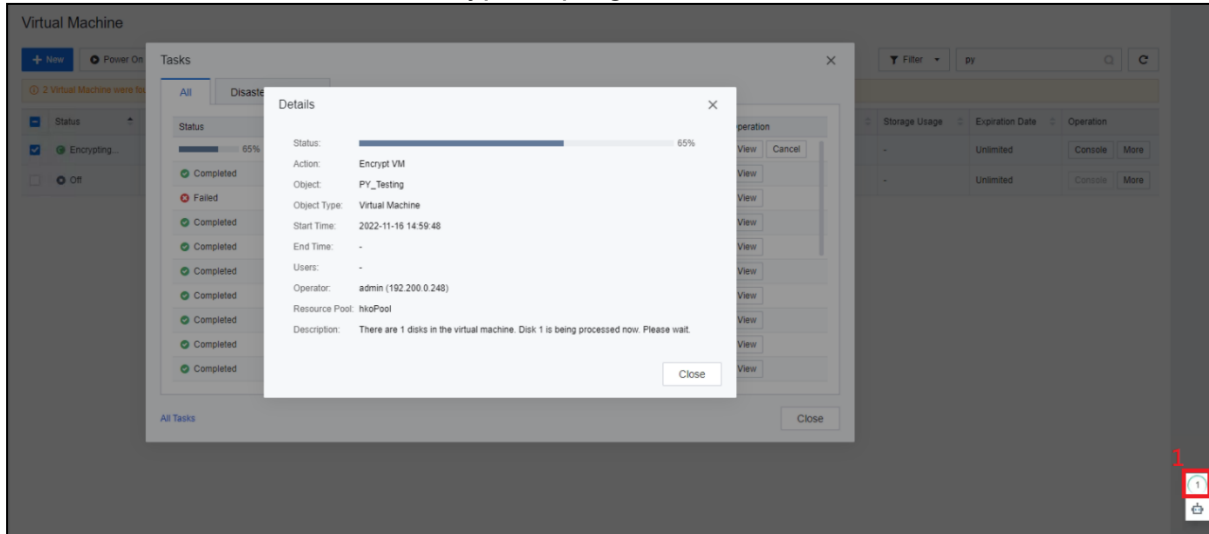 Virtual Machine
New Power On Filter py
2 Virtual Machine were fou
Status Storage Usage Expiration Date Operation
Encrypting... - Unlimited Console More
Off - Unlimited Console More
Tasks
All Disaste
Status Operation
65% View Cancel
Completed View
Failed View
Completed View
Completed View
Completed View
Completed View
Completed View
Completed View
Completed View
All Tasks Close
Details
Status: 65%
Action: Encrypt VM
Object: PY_Testing
Object Type: Virtual Machine
Start Time: 2022-11-16 14:59:48
End Time: -
Users: -
Operator: admin (192.200.0.248)
Resource Pool: hkoPool
Description: There are 1 disks in the virtual machine. Disk 1 is being processed now. Please wait.
Close
1
1